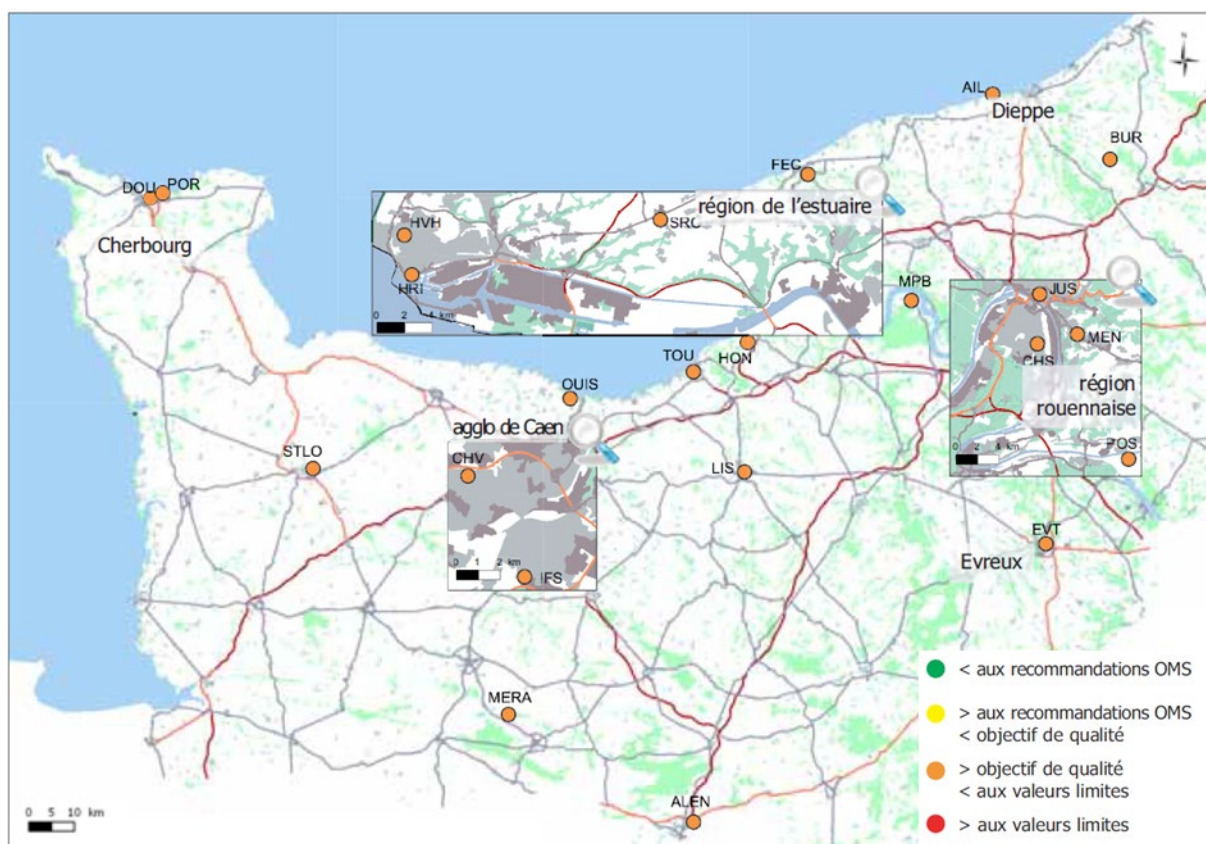 N
AIL
Dieppe
BUR
FEC
DOU
POR
Cherbourg
région de l'estuaire
HVH
SRC
HRI
0 2 4 km
MPB
JUS
MEN
CHS
région
rouennaise
0 2 4 km
POS
HON
TOU
OUIS
agglo de Caen
CHV
IFS
0 1 2 km
STLO
LIS
EVT
Evreux
MERA
ALEN
0 5 10 km
< aux recommandations OMS
> aux recommandations OMS
< objectif de qualité
> objectif de qualité
< aux valeurs limites
> aux valeurs limites